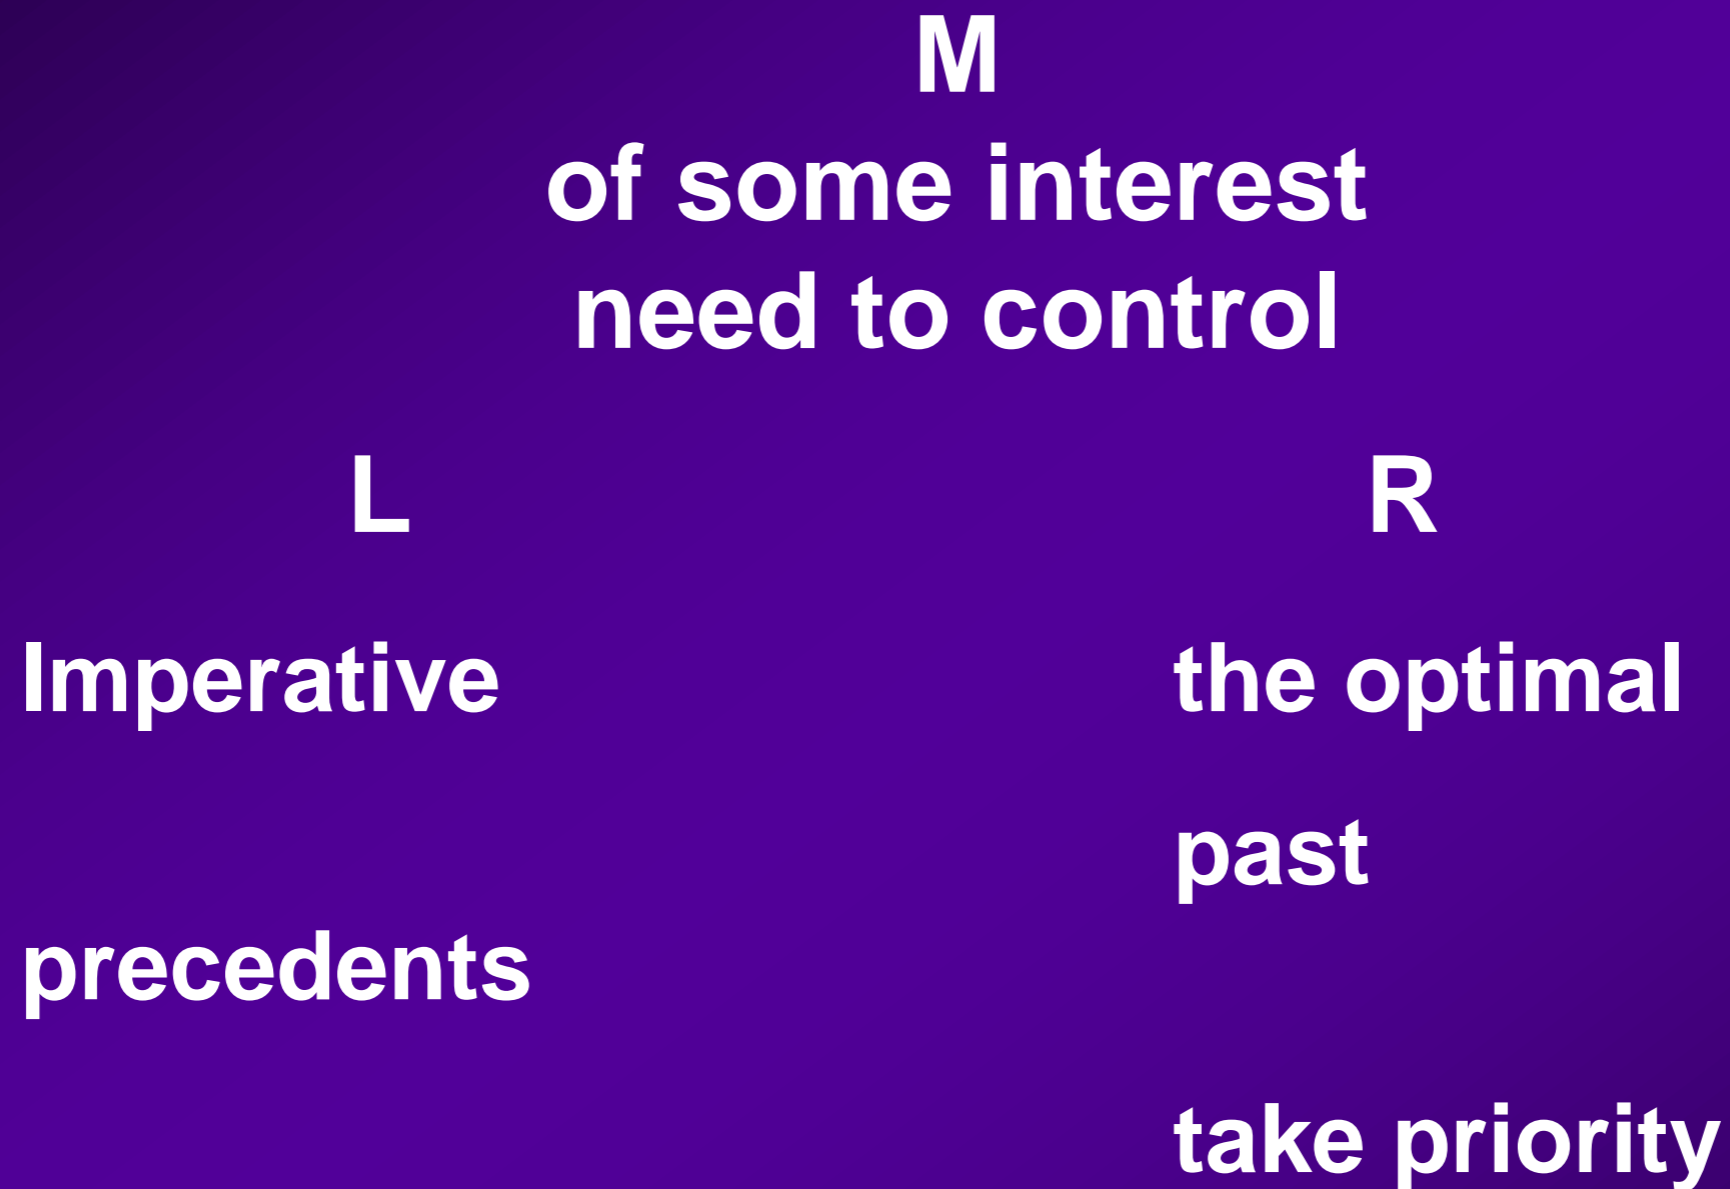 M
of some interest
need to control
L R
Imperative the optimal
past
precedents
take priority